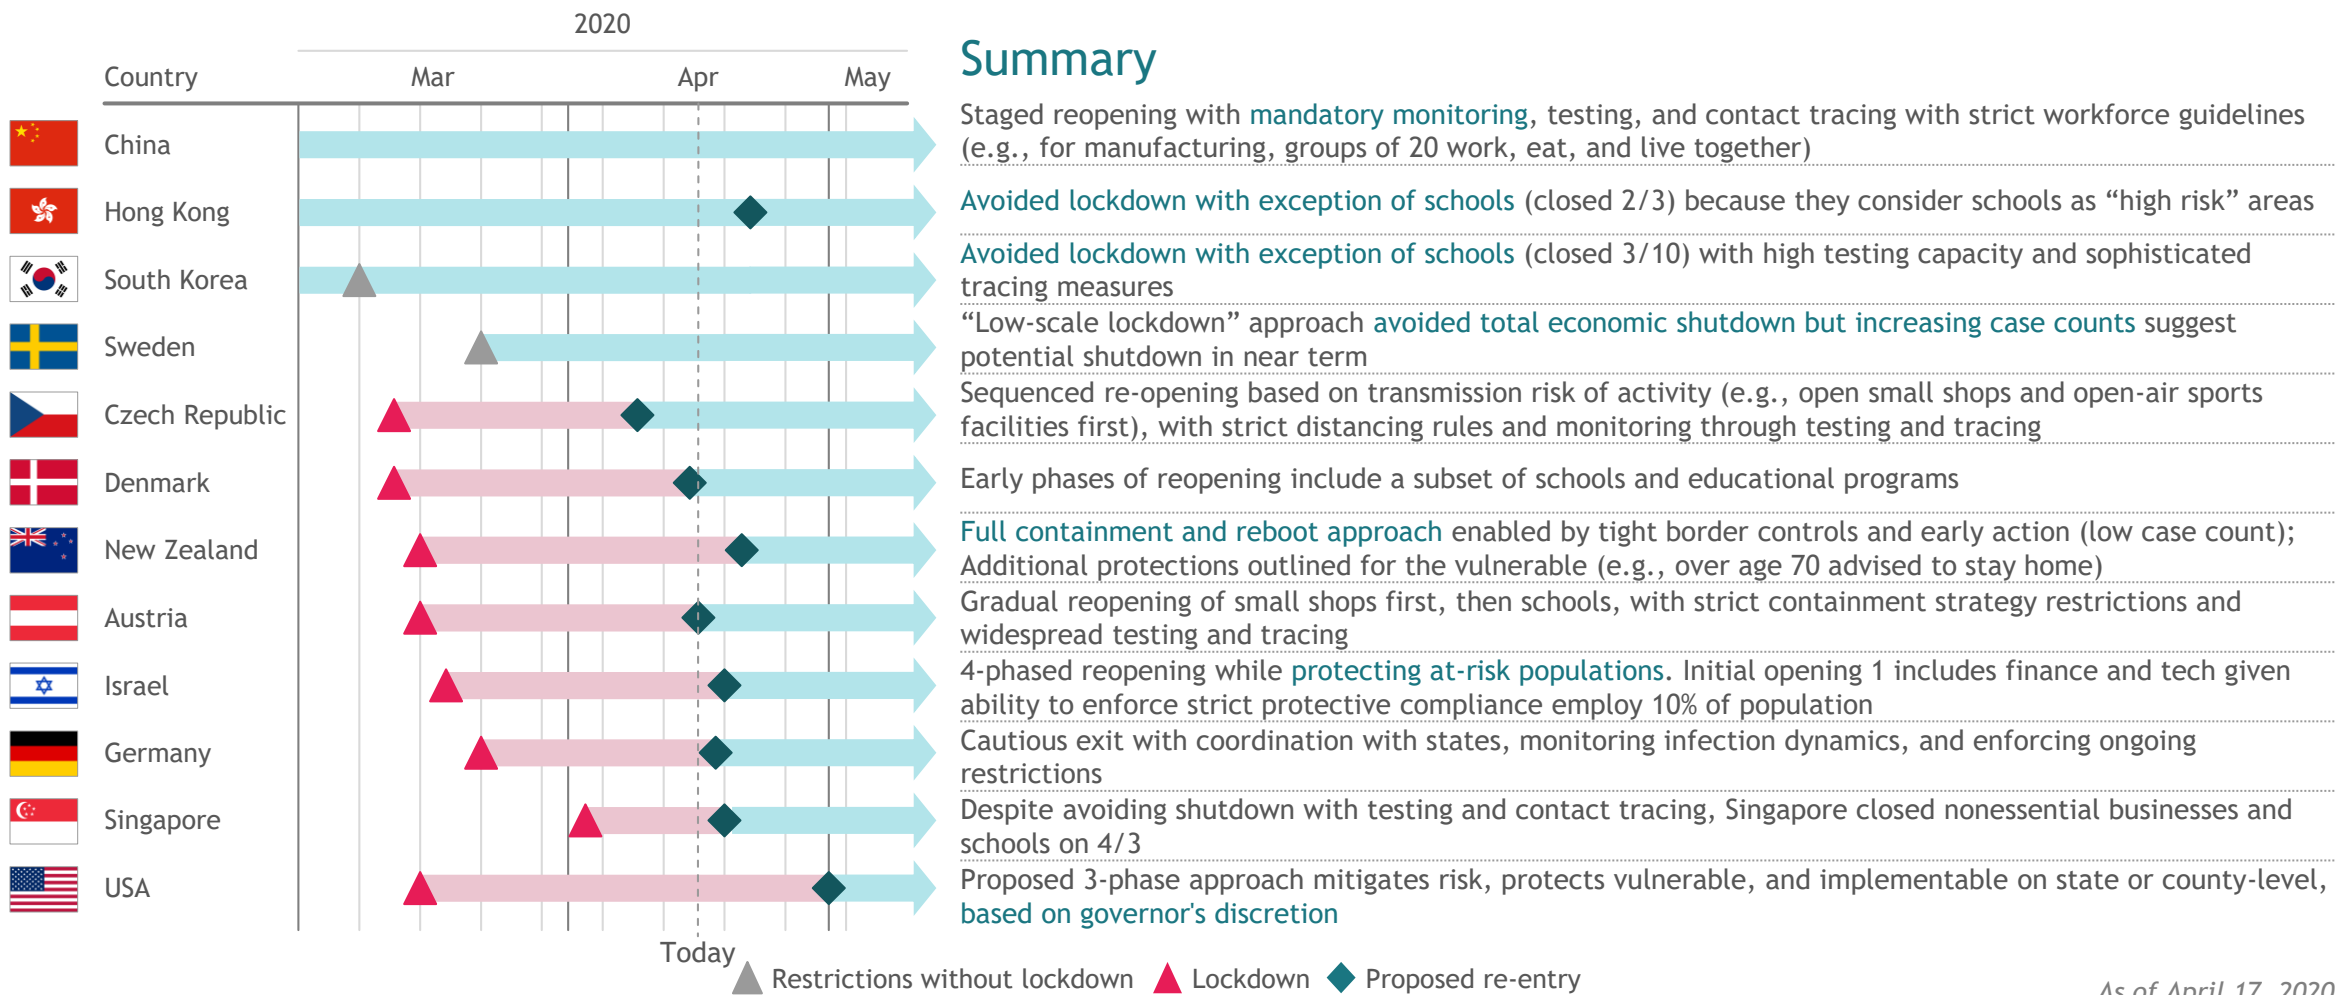 2020
Country Mar Apr May
Summary
China
Staged reopening with mandatory monitoring, testing, and contact tracing with strict workforce guidelines
(e.g., for manufacturing, groups of 20 work, eat, and live together)
Hong Kong
Avoided lockdown with exception of schools (closed 2/3) because they consider schools as “high risk” areas
South Korea
Avoided lockdown with exception of schools (closed 3/10) with high testing capacity and sophisticated
tracing measures
Sweden
“Low-scale lockdown” approach avoided total economic shutdown but increasing case counts suggest
potential shutdown in near term
Czech Republic
Sequenced re-opening based on transmission risk of activity (e.g., open small shops and open-air sports
facilities first), with strict distancing rules and monitoring through testing and tracing
Denmark
Early phases of reopening include a subset of schools and educational programs
New Zealand
Full containment and reboot approach enabled by tight border controls and early action (low case count);
Additional protections outlined for the vulnerable (e.g., over age 70 advised to stay home)
Austria
Gradual reopening of small shops first, then schools, with strict containment strategy restrictions and
widespread testing and tracing
Israel
4-phased reopening while protecting at-risk populations. Initial opening 1 includes finance and tech given
ability to enforce strict protective compliance employ 10% of population
Germany
Cautious exit with coordination with states, monitoring infection dynamics, and enforcing ongoing
restrictions
Singapore
Despite avoiding shutdown with testing and contact tracing, Singapore closed nonessential businesses and
schools on 4/3
USA
Proposed 3-phase approach mitigates risk, protects vulnerable, and implementable on state or county-level,
based on governor's discretion
Today
Restrictions without lockdown Lockdown Proposed re-entry
As of April 17, 2020